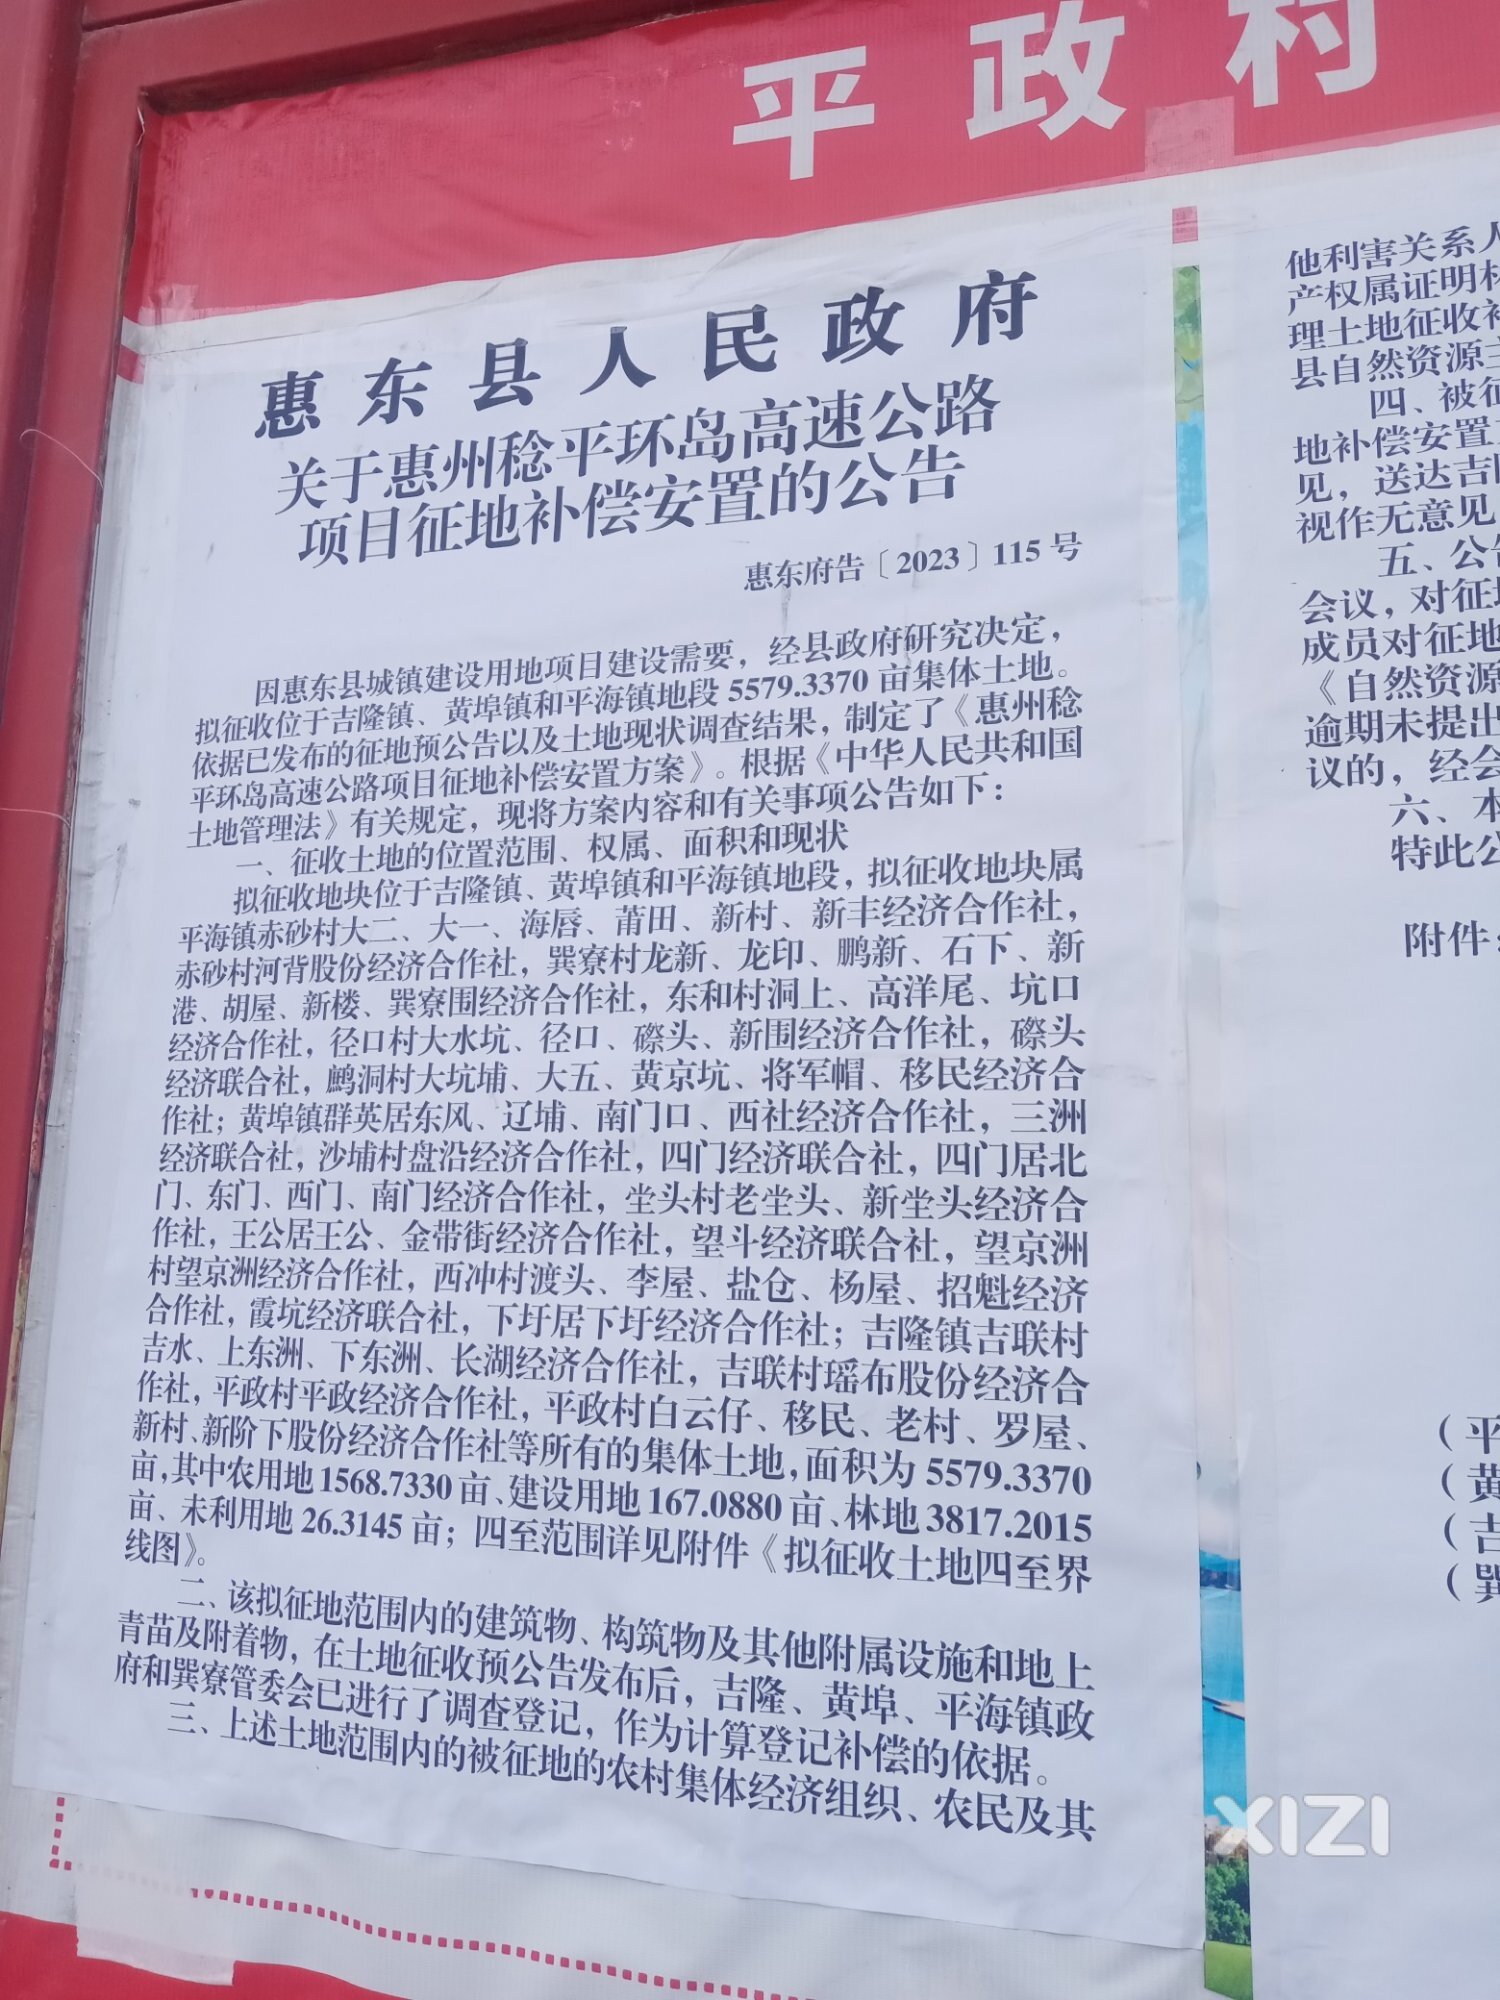 平政村
惠东县人民政府
关于惠州稔平环岛高速公路
项目征地补偿安置的公告
惠东府告〔2023〕115号
因惠东县城镇建设用地项目建设需要，经县政府研究决定，
拟征收位于吉隆镇、黄埠镇和平海镇地段5579.3370亩集体土地。
依据已发布的征地预公告以及土地现状调查结果，制定了《惠州稔
平环岛高速公路项目征地补偿安置方案》。根据《中华人民共和国
土地管理法》有关规定，现将方案内容和有关事项公告如下：
一、征收土地的位置范围、权属、面积和现状
拟征收地块位于吉隆镇、黄埠镇和平海镇地段，拟征收地块属
平海镇赤砂村大二、大一、海唇、莆田、新村、新丰经济合作社，
赤砂村河背股份经济合作社，巽寮村龙新、龙印、鹏新、石下、新
港、胡屋、新楼、巽寮围经济合作社，东和村洞上、高洋尾、坑口
经济合作社，径口村大水坑、径口、磜头、新围经济合作社，磜头
经济联合社，鹧洞村大坑埔、大五、黄京坑、将军帽、移民经济合
作社；黄埠镇群英居东风、辽埔、南门口、西社经济合作社，三洲
经济联合社，沙埔村盘沿经济合作社，四门经济联合社，四门居北
门、东门、西门、南门经济合作社，坣头村老坣头、新坣头经济合
作社，王公居王公、金带街经济合作社，望斗经济联合社，望京洲
村望京洲经济合作社，西冲村渡头、李屋、盐仓、杨屋、招魁经济
合作社，霞坑经济联合社，下圩居下圩经济合作社；吉隆镇吉联村
吉水、上东洲、下东洲、长湖经济合作社，吉联村瑶布股份经济合
作社，平政村平政经济合作社，平政村白云仔、移民、老村、罗屋、
新村、新阶下股份经济合作社等所有的集体土地，面积为5579.3370
亩，其中农用地1568.7330亩、建设用地167.0880亩、林地3817.2015
亩、未利用地26.3145亩；四至范围详见附件《拟征收土地四至界
线图》。
二、该拟征地范围内的建筑物、构筑物及其他附属设施和地上
青苗及附着物，在土地征收预公告发布后，吉隆、黄埠、平海镇政
府和巽寮管委会已进行了调查登记，作为计算登记补偿的依据。
三、上述土地范围内的被征地的农村集体经济组织、农民及其
他利害关系人
产权属证明材
理土地征收补
县自然资源主
四、被征
地补偿安置
见，送达吉隆
视作无意见
五、公告
会议，对征地
成员对征地
《自然资源
逾期未提出
议的，经会
六、本
特此公
附件：
（平
（黄
（吉
（巽
XIZI